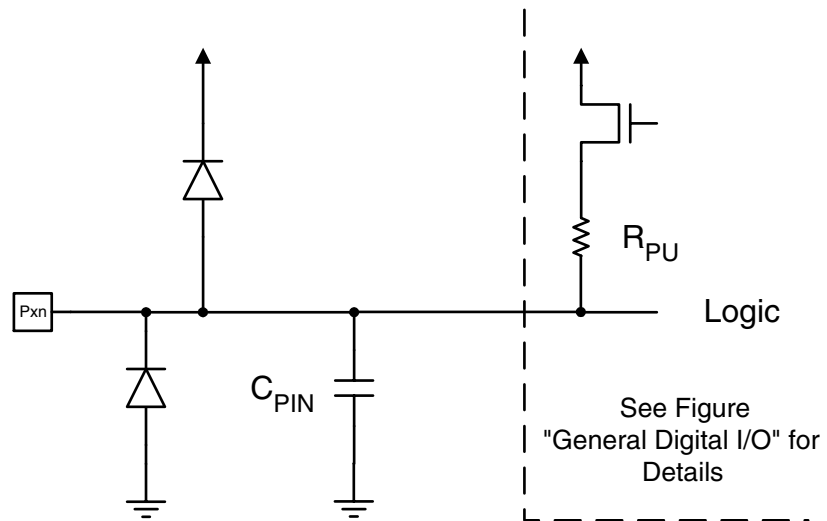 R_PU
Pxn
Logic
C_PIN
See Figure
"General Digital I/O" for
Details